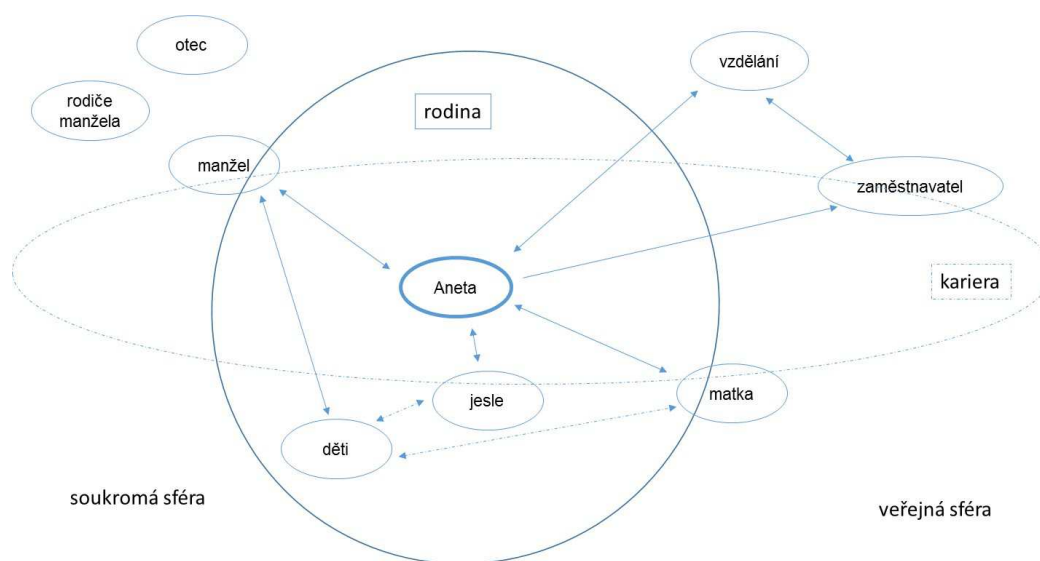 otec
vzdělání
rodiče
manžela
rodina
manžel
zaměstnavatel
Aneta
kariera
jesle
matka
děti
soukromá sféra
veřejná sféra